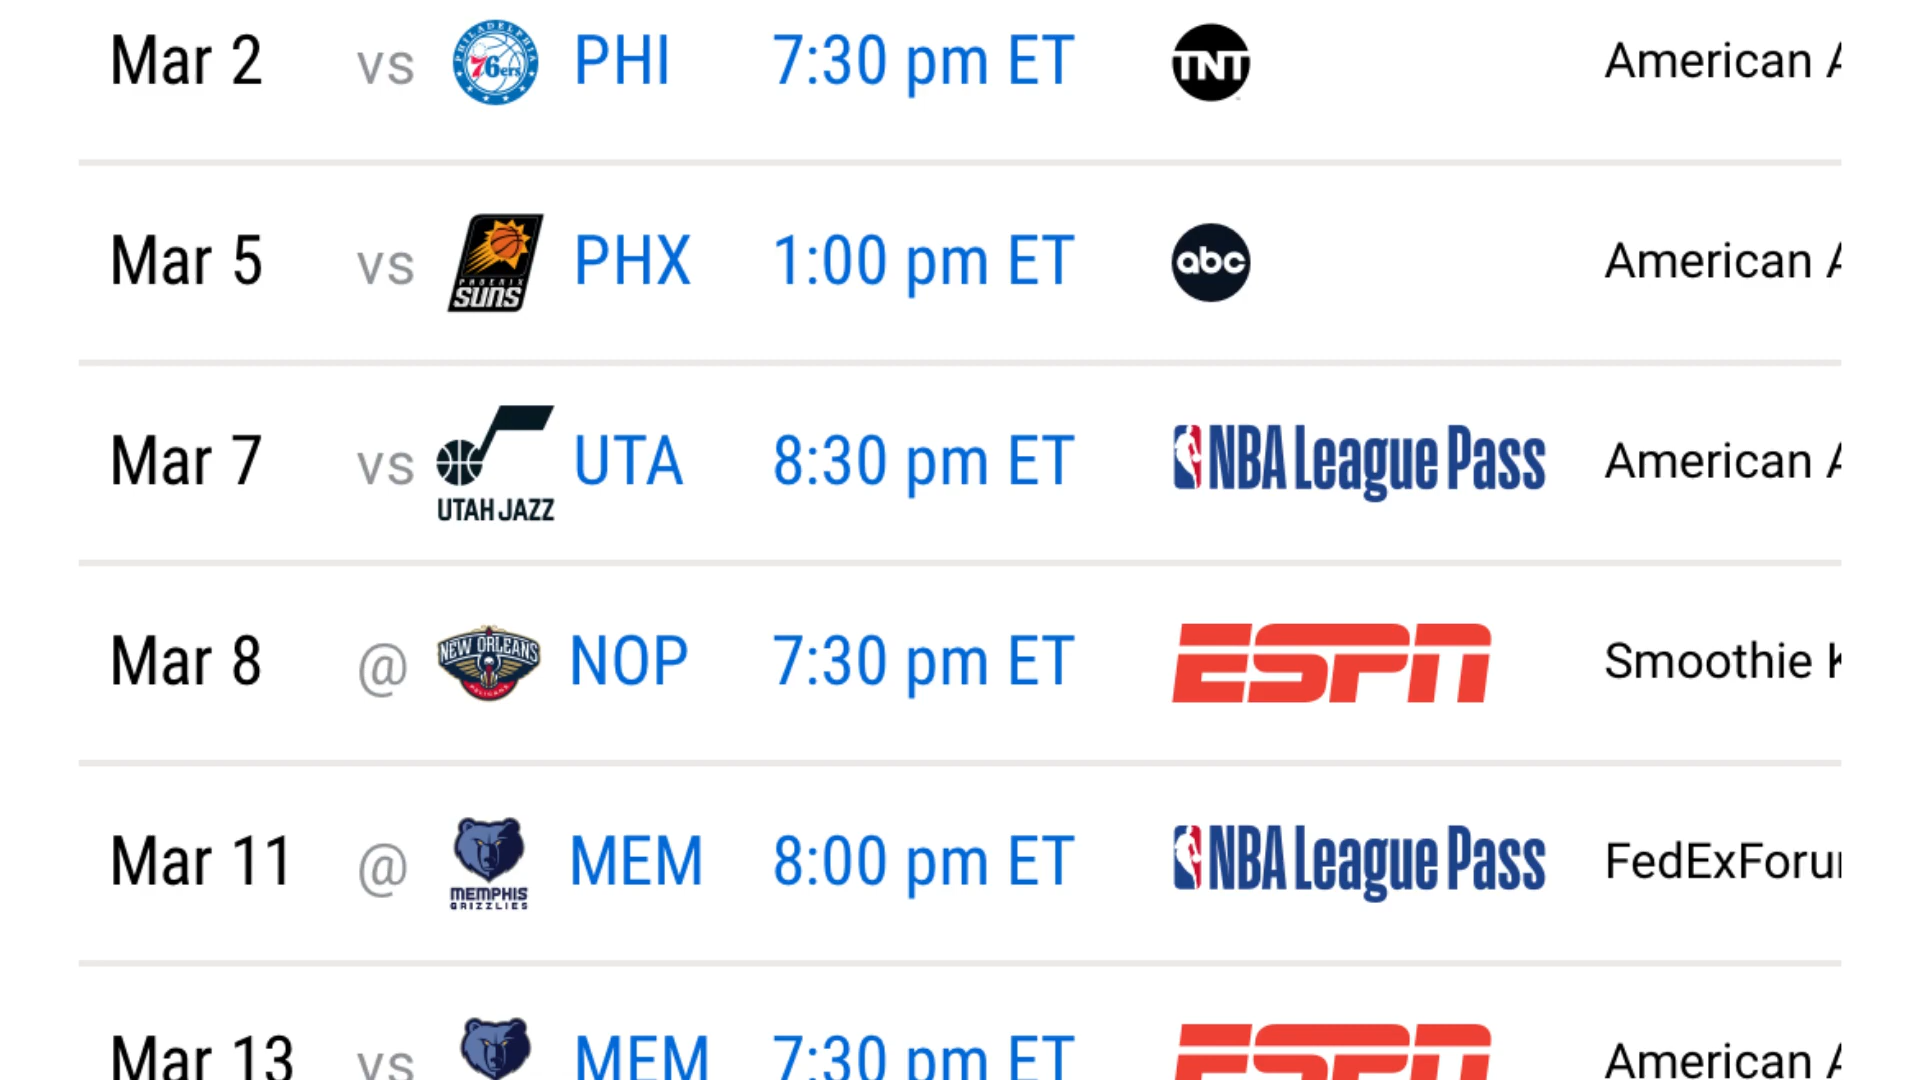 Mar 2 vs PHILADELPHIA 76ers PHI 7:30 pm ET TNT American
Mar 5 vs PHOENIX SUNS PHX 1:00 pm ET abc American
Mar 7 vs UTAH JAZZ UTA 8:30 pm ET NBA League Pass American
Mar 8 @ NEW ORLEANS PELICANS NOP 7:30 pm ET ESPN Smoothie
Mar 11 @ MEMPHIS GRIZZLIES MEM 8:00 pm ET NBA League Pass FedExForu
Mar 13 vs MEM 7:30 pm ET ESPN American